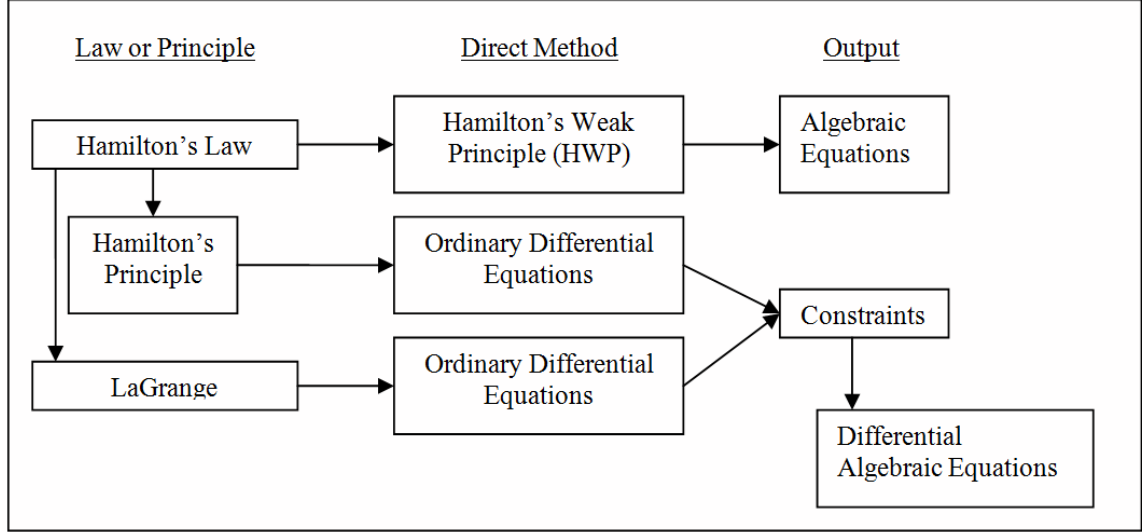 Law or Principle
Direct Method
Output
Hamilton's Law
Hamilton's Weak
Principle (HWP)
Algebraic
Equations
Hamilton's
Principle
Ordinary Differential
Equations
Constraints
LaGrange
Ordinary Differential
Equations
Differential
Algebraic Equations